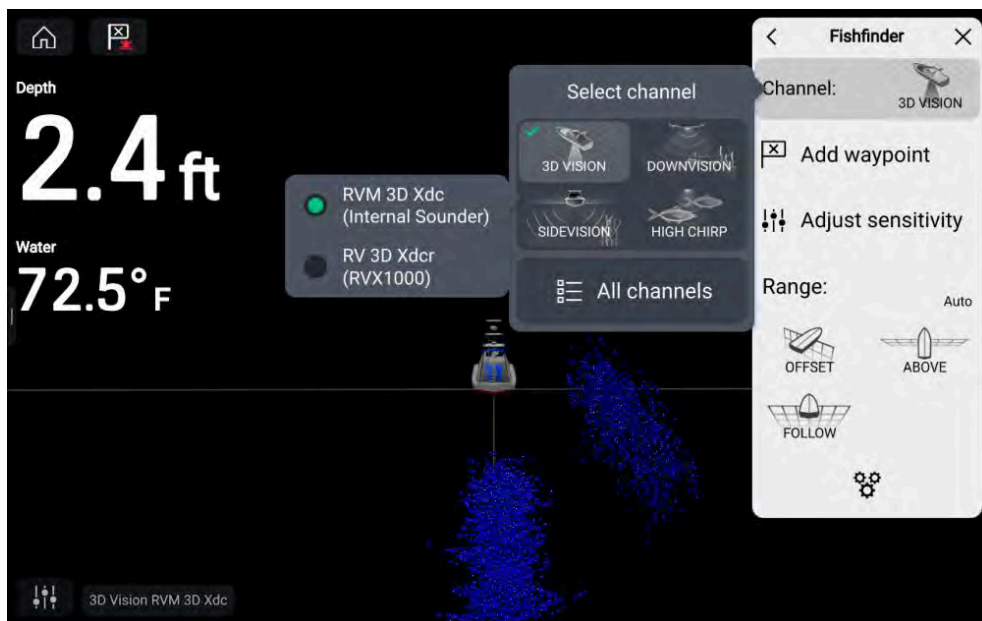 Depth
2.4 ft
Water
72.5° F
RVM 3D Xdc
(Internal Sounder)
RV 3D Xdcr
(RVX1000)
Select channel
3D VISION
DOWNVISION
SIDEVISION
HIGH CHIRP
All channels
Fishfinder
Channel:
3D VISION
Add waypoint
Adjust sensitivity
Range:
Auto
OFFSET
ABOVE
FOLLOW
3D Vision RVM 3D Xdc